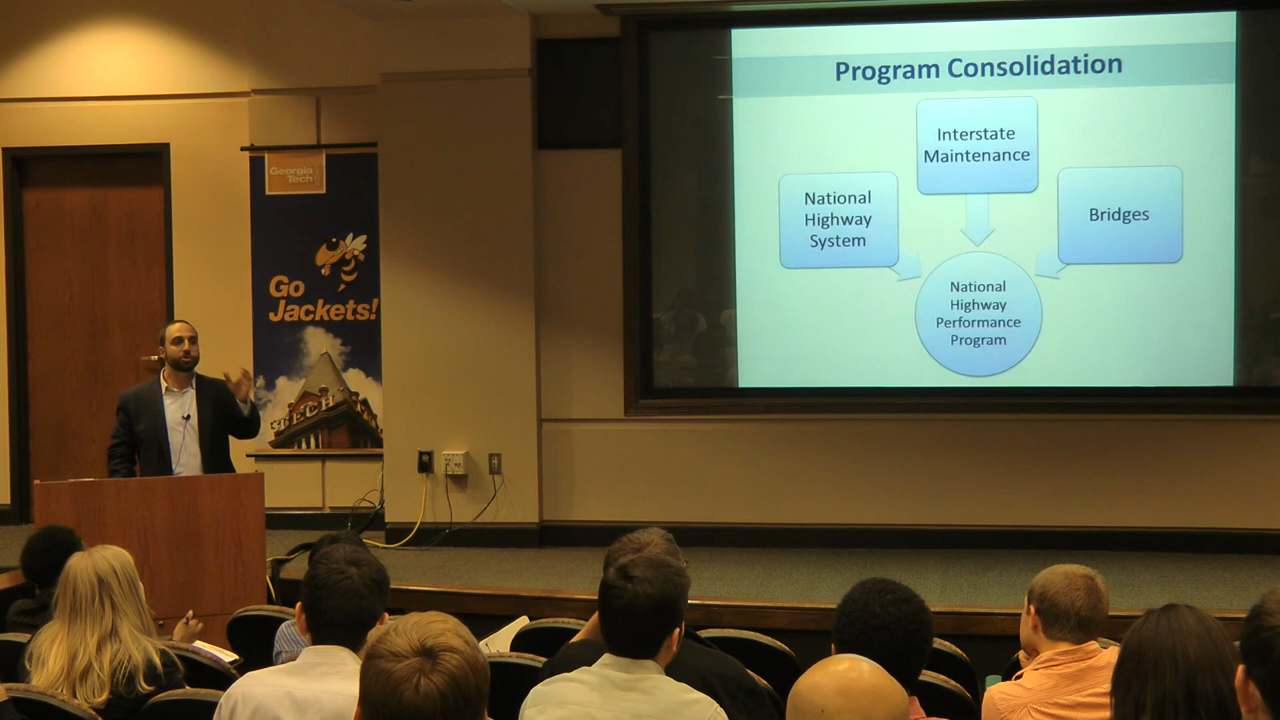 Program Consolidation
Interstate
Maintenance
National
Highway
System
Bridges
National
Highway
Performance
Program
Georgia
Tech
Go
Jackets!
TECH